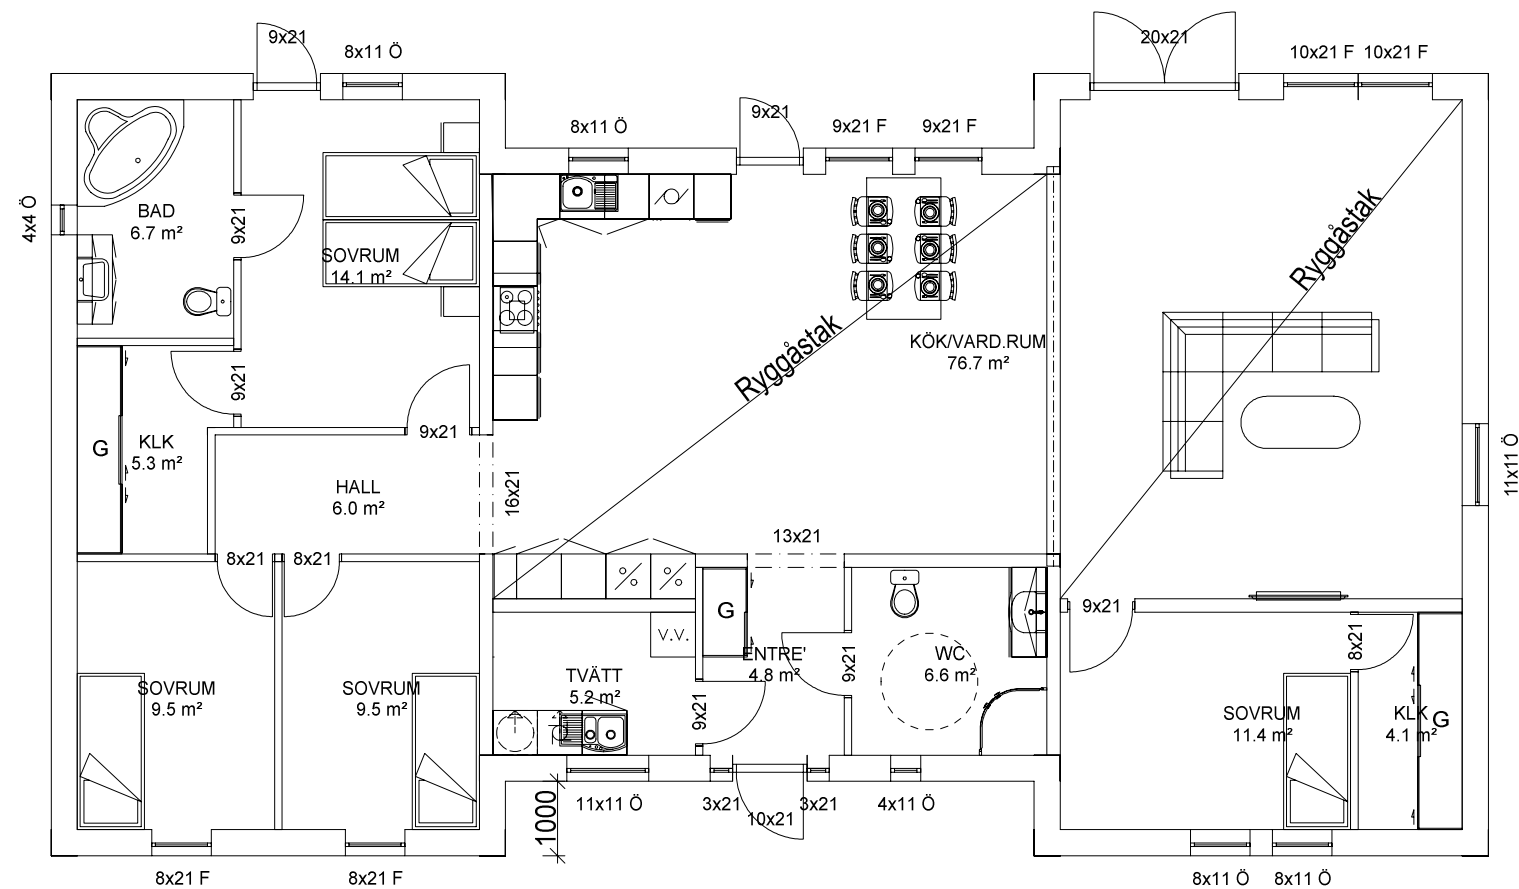 9x21
8x11 Ö
20x21
10x21 F
10x21 F
8x11 Ö
9x21
9x21 F
9x21 F
4x4 Ö
BAD
6.7 m²
9x21
SOVRUM
14.1 m²
Ryggåstak
Ryggåstak
KÖK/VARD.RUM
76.7 m²
9x21
9x21
G
KLK
5.3 m²
HALL
6.0 m²
16x21
11x11 Ö
13x21
8x21
8x21
9x21
G
V.V.
ENTRE'
4.8 m²
9x21
WC
6.6 m²
8x21
TVÄTT
5.2 m²
SOVRUM
9.5 m²
SOVRUM
9.5 m²
9x21
SOVRUM
11.4 m²
KLK
4.1 m²
G
1000
11x11 Ö
3x21
10x21
3x21
4x11 Ö
8x21 F
8x21 F
8x11 Ö
8x11 Ö